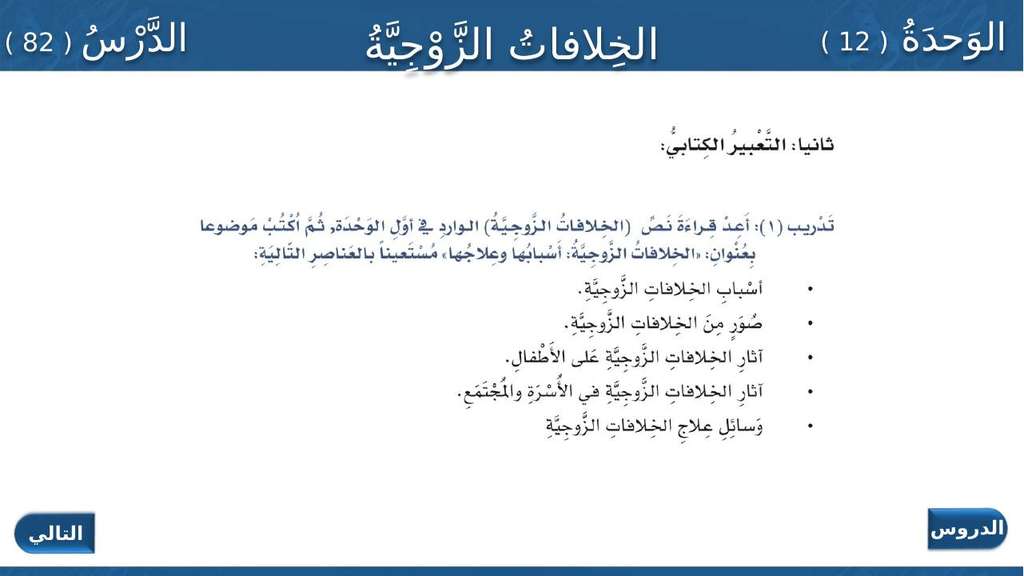 الوَحدَةُ ( 12 )
الخِلافاتُ الزَّوْجِيَّةُ
الدَّرْسُ ( 82 )
ثانيا: التَّعْبيرُ الكِتابيُّ:
تَدْريب (١): أَعِدْ قِراءَةَ نَصِّ (الخِلافاتُ الزَّوجِيَّةُ) الوارِدِ في أوَّلِ الوَحْدَة, ثُمَّ اُكْتُبْ مَوضوعا
بِعُنْوانِ: «الخِلافاتُ الزَّوجِيَّةُ: أسْبابُها وعِلاجُها» مُسْتَعيناً بالعَناصِرِ التّالِيَةِ:
• أسْبابِ الخِلافاتِ الزَّوجِيَّةِ.
• صُوَرٍ مِنَ الخِلافاتِ الزَّوجِيَّةِ.
• آثارِ الخِلافاتِ الزَّوجِيَّةِ عَلى الأَطْفالِ.
• آثارِ الخِلافاتِ الزَّوجِيَّةِ في الأُسْرَةِ والمُجْتَمَعِ.
• وَسائِلِ عِلاجِ الخِلافاتِ الزَّوجِيَّةِ
الدروس
التالي